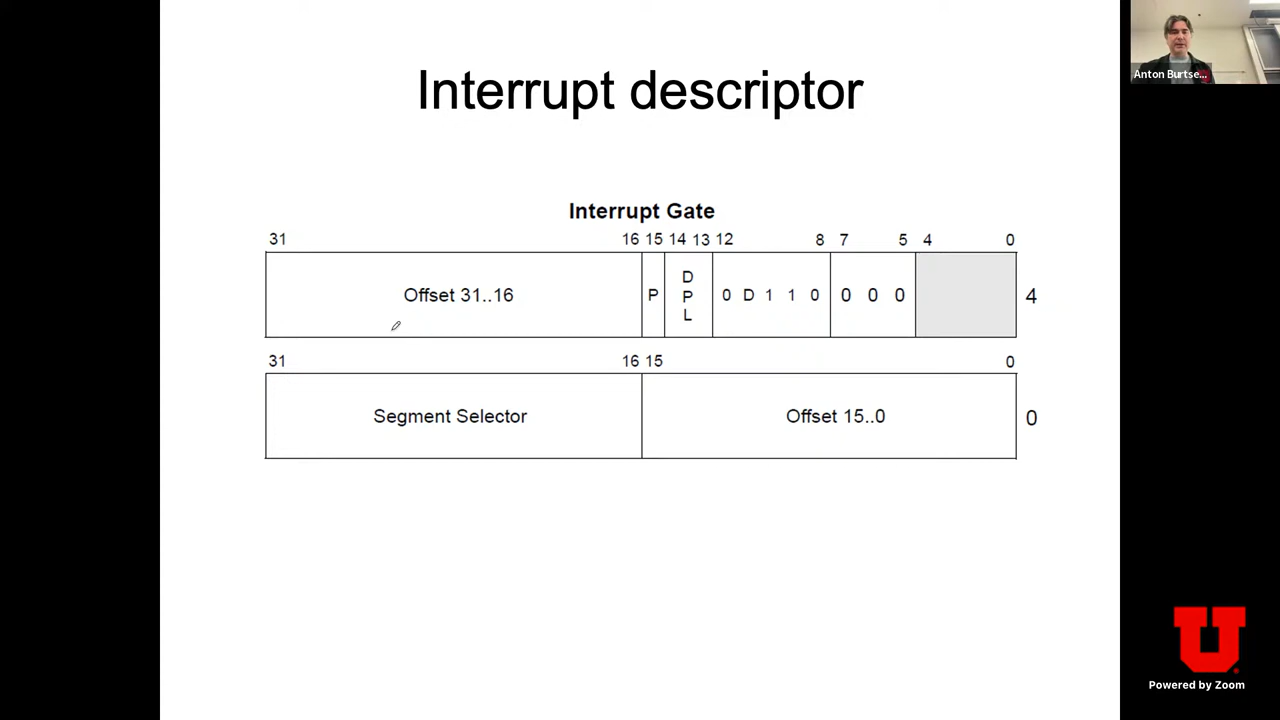 Anton Burtse...
Interrupt descriptor
Interrupt Gate
31 16 15 14 13 12 8 7 5 4 0
Offset 31..16 P DPL 0 D 1 1 0 0 0 0 4
31 16 15 0
Segment Selector Offset 15..0 0
U
Powered by Zoom